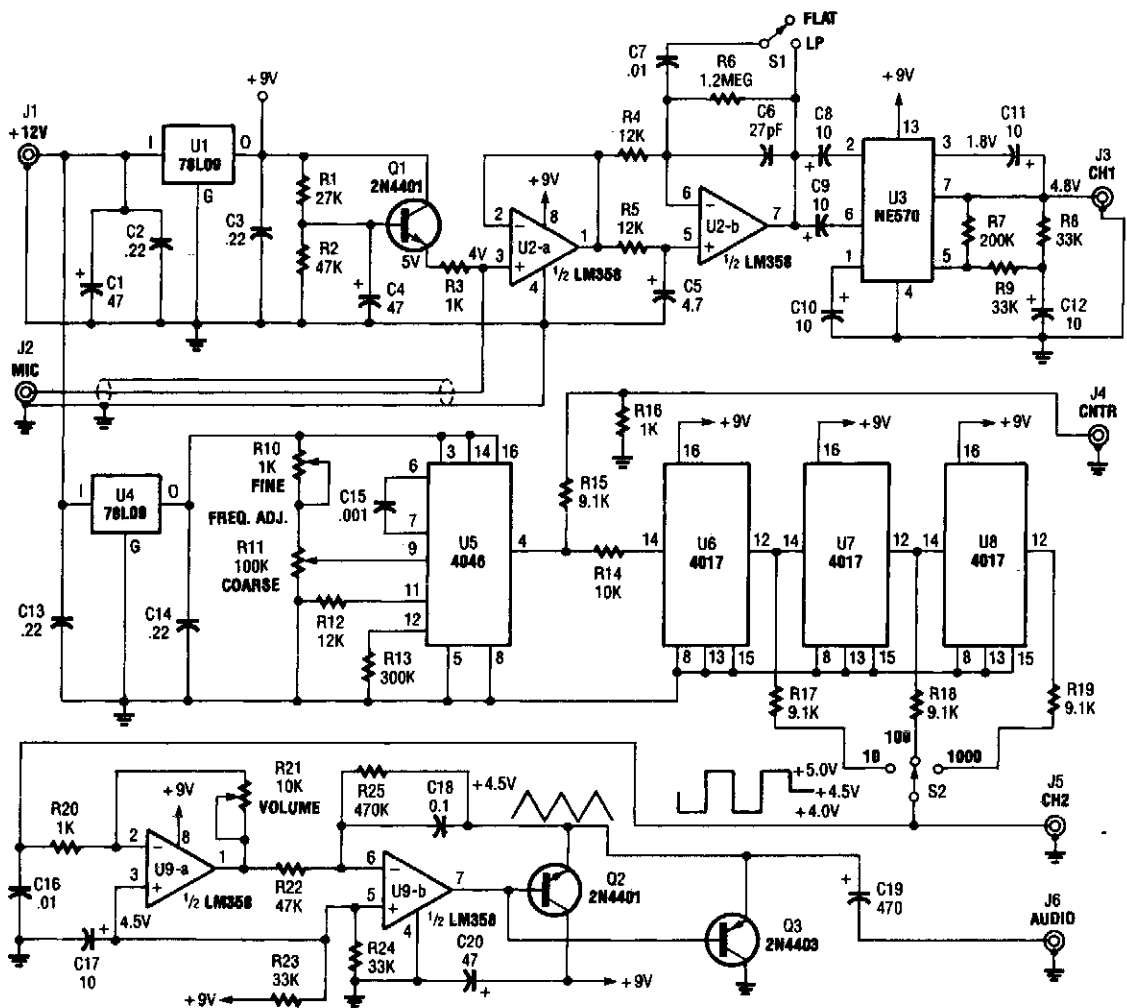 FLAT
LP
S1
C7
.01
R6
1.2MEG
+9V
J1
+12V
I
U1
78L09
O
G
+9V
Q1
2N4401
R4
12K
C6
27pF
C8
10
2
13
3
1.8V
C11
10
J3
CH1
4.8V
R1
27K
R2
47K
+9V
8
2
3
U2-a
1
4
1/2 LM358
R5
12K
6
5
U2-b
7
1/2 LM358
C9
10
6
U3
NE570
7
R7
200K
R8
33K
5
R9
33K
1
4
C10
10
C12
10
C1
47
C2
.22
C3
.22
C4
47
5V
4V
R3
1K
C5
4.7
J2
MIC
J4
CNTR
R16
1K
R10
1K
FINE
FREQ. ADJ.
R11
100K
COARSE
I
U4
78L09
O
G
C13
.22
C14
.22
C15
.001
R12
12K
R13
300K
3
14
16
6
7
9
11
12
U5
4046
4
5
8
R15
9.1K
R14
10K
+9V
16
14
U6
4017
12
8
13
15
+9V
16
14
U7
4017
12
8
13
15
+9V
16
14
U8
4017
12
8
13
15
R17
9.1K
R18
9.1K
R19
9.1K
10
100
1000
S2
+5.0V
+4.5V
+4.0V
J5
CH2
R20
1K
+9V
8
R21
10K
VOLUME
R25
470K
C18
0.1
+4.5V
2
3
U9-a
1
1/2 LM358
4.5V
R22
47K
6
5
U9-b
7
4
1/2 LM358
Q2
2N4401
Q3
2N4403
C19
470
J6
AUDIO
C16
.01
C17
10
R23
33K
+9V
R24
33K
C20
47
+9V